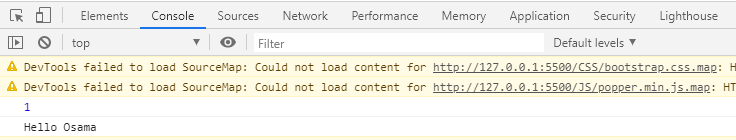 Elements Console Sources Network Performance Memory Application Security Lighthouse
top Filter Default levels
DevTools failed to load SourceMap: Could not load content for http://127.0.0.1:5500/CSS/bootstrap.css.map: H
DevTools failed to load SourceMap: Could not load content for http://127.0.0.1:5500/JS/popper.min.js.map: HT
1
Hello Osama